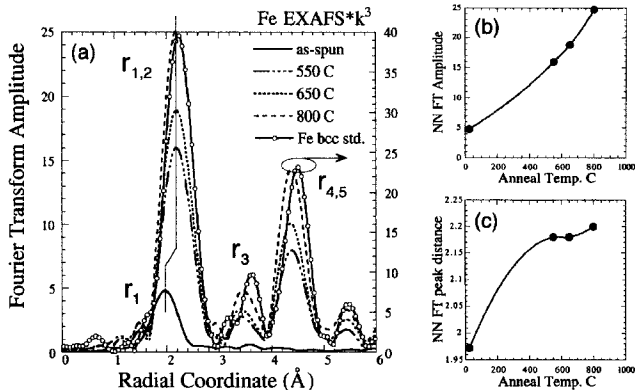 Fe EXAFS*k³
(a)
as-spun
550 C
650 C
800 C
Fe bcc std.
r1,2
r4,5
r3
r1
25
20
15
10
5
0
40
35
30
25
20
15
10
5
0
0 1 2 3 4 5 6
Fourier Transform Amplitude
Radial Coordinate (Å)
(b)
NN FT Amplitude
25
20
15
10
5
0
0 200 400 600 800 1000
Anneal Temp. C
(c)
NN FT peak distance
2.2
2.15
2.1
2.05
2
1.95
0 200 400 600 800 1000
Anneal Temp. C